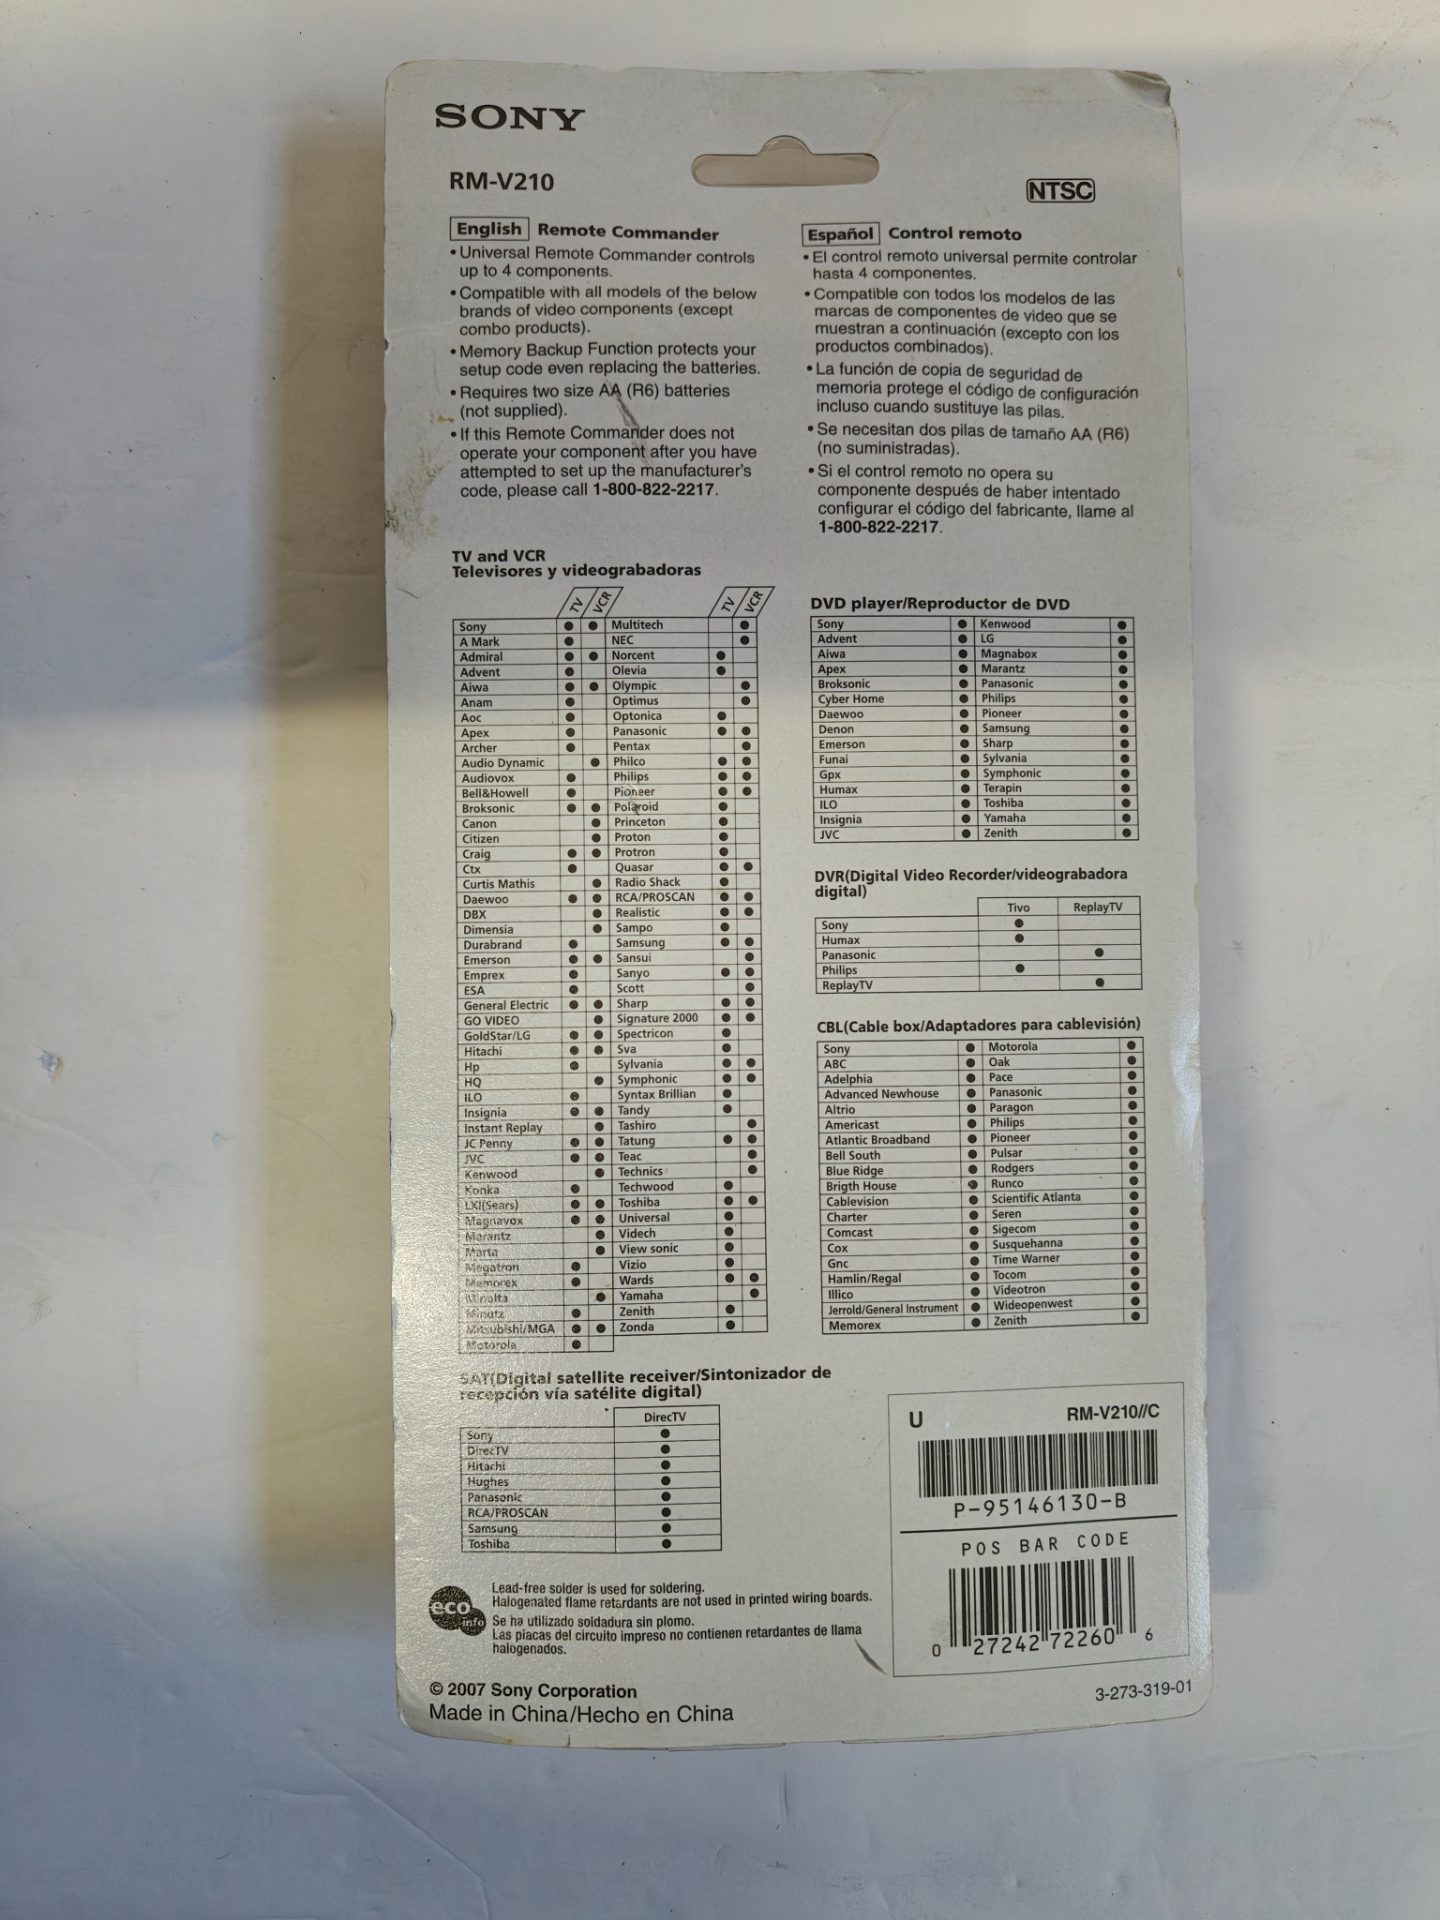 SONY
RM-V210
NTSC
English Remote Commander
• Universal Remote Commander controls
up to 4 components.
• Compatible with all models of the below
brands of video components (except
combo products).
• Memory Backup Function protects your
setup code even replacing the batteries.
• Requires two size AA (R6) batteries
(not supplied).
• If this Remote Commander does not
operate your component after you have
attempted to set up the manufacturer's
code, please call 1-800-822-2217.
Español Control remoto
• El control remoto universal permite controlar
hasta 4 componentes.
• Compatible con todos los modelos de las
marcas de componentes de video que se
muestran a continuación (excepto con los
productos combinados).
• La función de copia de seguridad de
memoria protege el código de configuración
incluso cuando sustituye las pilas.
• Se necesitan dos pilas de tamaño AA (R6)
(no suministradas).
• Si el control remoto no opera su
componente después de haber intentado
configurar el código del fabricante, llame al
1-800-822-2217.
TV and VCR
Televisores y videograbadoras
TV VCR TV VCR
Sony ● ● Multitech ●
A Mark ● NEC ●
Admiral ● ● Norcent ●
Advent ● Olevia ●
Aiwa ● ● Olympic ●
Anam ● Optimus ●
Aoc ● Optonica ●
Apex ● Panasonic ● ●
Archer ● Pentax ●
Audio Dynamic ● Philco ● ●
Audiovox ● Philips ● ●
Bell&Howell ● Pioneer ● ●
Broksonic ● ● Polaroid ●
Canon ● Princeton ●
Citizen ● Proton ●
Craig ● ● Protron ●
Ctx ● Quasar ● ●
Curtis Mathis ● Radio Shack ●
Daewoo ● ● RCA/PROSCAN ● ●
DBX ● Realistic ● ●
Dimensia ● Sampo ●
Durabrand ● Samsung ● ●
Emerson ● ● Sansui ●
Emprex ● Sanyo ● ●
ESA ● Scott ●
General Electric ● ● Sharp ● ●
GO VIDEO ● Signature 2000 ● ●
GoldStar/LG ● ● Spectricon ●
Hitachi ● ● Sva ●
Hp ● Sylvania ● ●
HQ ● Symphonic ● ●
ILO ● Syntax Brillian ●
Insignia ● ● Tandy ●
Instant Replay ● Tashiro ●
JC Penny ● ● Tatung ● ●
JVC ● ● Teac ●
Kenwood ● Technics ●
Konka ● Techwood ●
LXI(Sears) ● ● Toshiba ● ●
Magnavox ● ● Universal ●
Marantz ● Videch ●
Marta ● View sonic ●
Megatron ● Vizio ●
Memorex ● Wards ● ●
Minolta ● Yamaha ●
Mintz ● Zenith ●
Mitsubishi/MGA ● ● Zonda ●
Motorola ●
DVD player/Reproductor de DVD
Sony ● Kenwood ●
Advent ● LG ●
Aiwa ● Magnabox ●
Apex ● Marantz ●
Broksonic ● Panasonic ●
Cyber Home ● Philips ●
Daewoo ● Pioneer ●
Denon ● Samsung ●
Emerson ● Sharp ●
Funai ● Sylvania ●
Gpx ● Symphonic ●
Humax ● Terapin ●
ILO ● Toshiba ●
Insignia ● Yamaha ●
JVC ● Zenith ●
DVR(Digital Video Recorder/videograbadora
digital)
Tivo ReplayTV
Sony ●
Humax ●
Panasonic ●
Philips ●
ReplayTV ●
CBL(Cable box/Adaptadores para cablevisión)
Sony ● Motorola ●
ABC ● Oak ●
Adelphia ● Pace ●
Advanced Newhouse ● Panasonic ●
Altrio ● Paragon ●
Americast ● Philips ●
Atlantic Broadband ● Pioneer ●
Bell South ● Pulsar ●
Blue Ridge ● Rodgers ●
Brigth House ● Runco ●
Cablevision ● Scientific Atlanta ●
Charter ● Seren ●
Comcast ● Sigecom ●
Cox ● Susquehanna ●
Gnc ● Time Warner ●
Hamlin/Regal ● Tocom ●
Illico ● Videotron ●
Jerrold/General Instrument ● Wideopenwest ●
Memorex ● Zenith ●
SAT(Digital satellite receiver/Sintonizador de
recepción vía satélite digital)
DirecTV
Sony ●
DirecTV ●
Hitachi ●
Hughes ●
Panasonic ●
RCA/PROSCAN ●
Samsung ●
Toshiba ●
U RM-V210//C
P-95146130-B
POS BAR CODE
0 27242 72260 6
eco info
Lead-free solder is used for soldering.
Halogenated flame retardants are not used in printed wiring boards.
Se ha utilizado soldadura sin plomo.
Las placas del circuito impreso no contienen retardantes de llama
halogenados.
© 2007 Sony Corporation
Made in China/Hecho en China
3-273-319-01